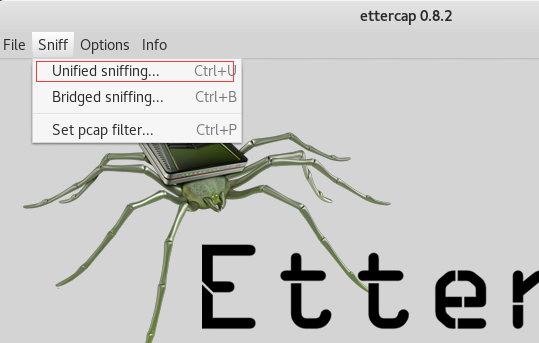 ettercap 0.8.2
File Sniff Options Info
Unified sniffing... Ctrl+U
Bridged sniffing... Ctrl+B
Set pcap filter... Ctrl+P
Etter